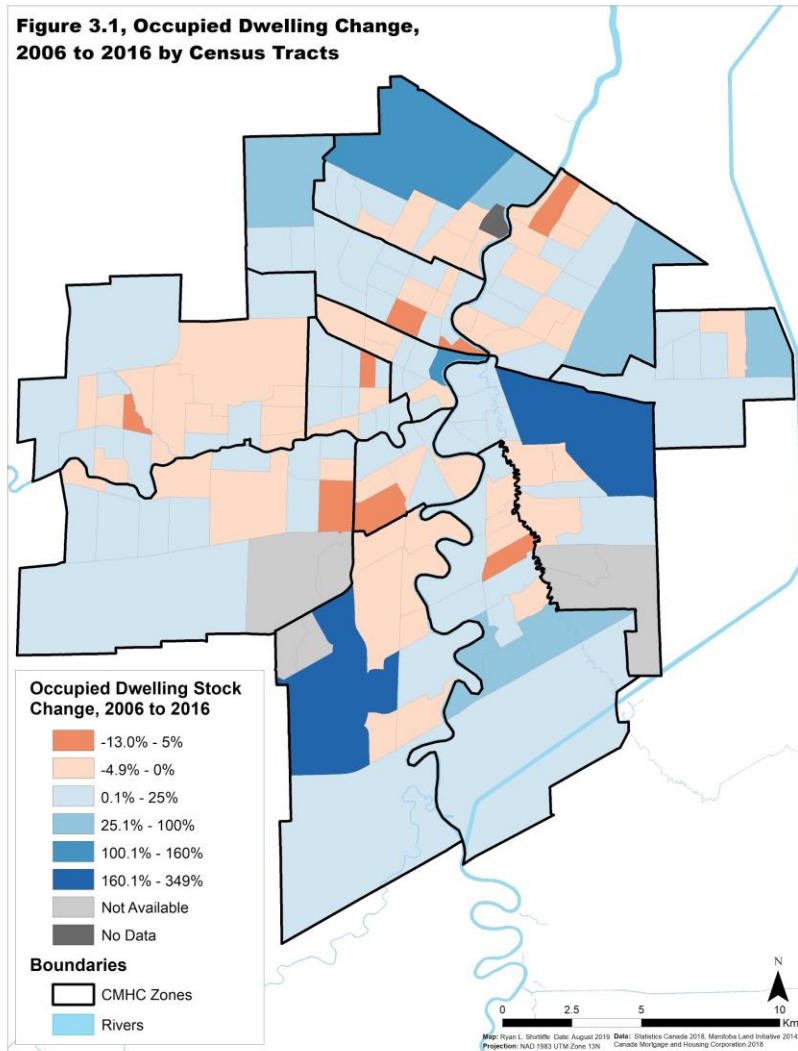 Figure 3.1, Occupied Dwelling Change,
2006 to 2016 by Census Tracts
Occupied Dwelling Stock
Change, 2006 to 2016
-13.0% - 5%
-4.9% - 0%
0.1% - 25%
25.1% - 100%
100.1% - 160%
160.1% - 349%
Not Available
No Data
Boundaries
CMHC Zones
Rivers
N
0 2.5 5 10
Km
Map: Ryan L. Shirtliffe Date: August 2019 Data: Statistics Canada 2018, Manitoba Land Initiative 2014
Projection: NAD 1983 UTM Zone 13N Canada Mortgage and Housing Corporation 2018